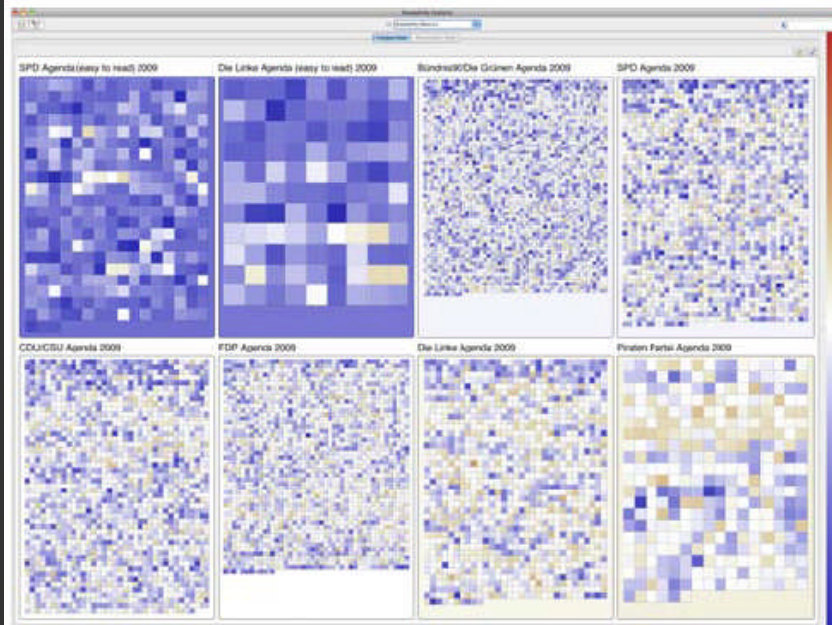 SPD Agenda (easy to read) 2009
Die Linke Agenda (easy to read) 2009
Bündnis90/Die Grünen Agenda 2009
SPD Agenda 2009
CDU/CSU Agenda 2009
FDP Agenda 2009
Die Linke Agenda 2009
Piraten Partei Agenda 2009